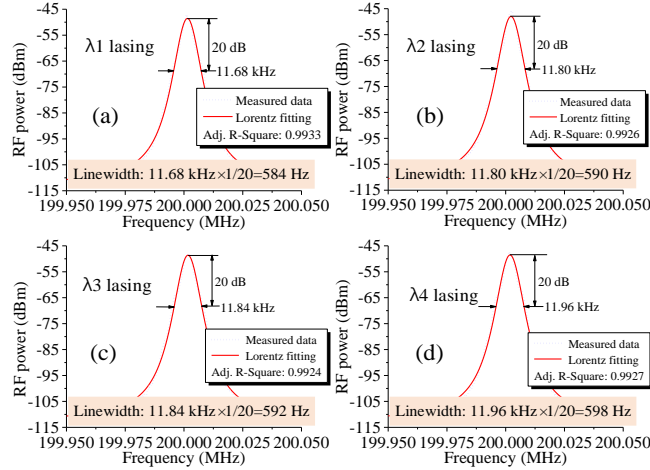 -45
-55
-65
-75
-85
-95
-105
-115
RF power (dBm)
λ1 lasing
20 dB
11.68 kHz
(a)
Measured data
Lorentz fitting
Adj. R-Square: 0.9933
Linewidth: 11.68 kHz×1/20=584 Hz
199.950 199.975 200.000 200.025 200.050
Frequency (MHz)
-45
-55
-65
-75
-85
-95
-105
-115
RF power (dBm)
λ2 lasing
20 dB
11.80 kHz
(b)
Measured data
Lorentz fitting
Adj. R-Square: 0.9926
Linewidth: 11.80 kHz×1/20=590 Hz
199.950 199.975 200.000 200.025 200.050
Frequency (MHz)
-45
-55
-65
-75
-85
-95
-105
-115
RF power (dBm)
λ3 lasing
20 dB
11.84 kHz
(c)
Measured data
Lorentz fitting
Adj. R-Square: 0.9924
Linewidth: 11.84 kHz×1/20=592 Hz
199.950 199.975 200.000 200.025 200.050
Frequency (MHz)
-45
-55
-65
-75
-85
-95
-105
-115
RF power (dBm)
λ4 lasing
20 dB
11.96 kHz
(d)
Measured data
Lorentz fitting
Adj. R-Square: 0.9927
Linewidth: 11.96 kHz×1/20=598 Hz
199.950 199.975 200.000 200.025 200.050
Frequency (MHz)